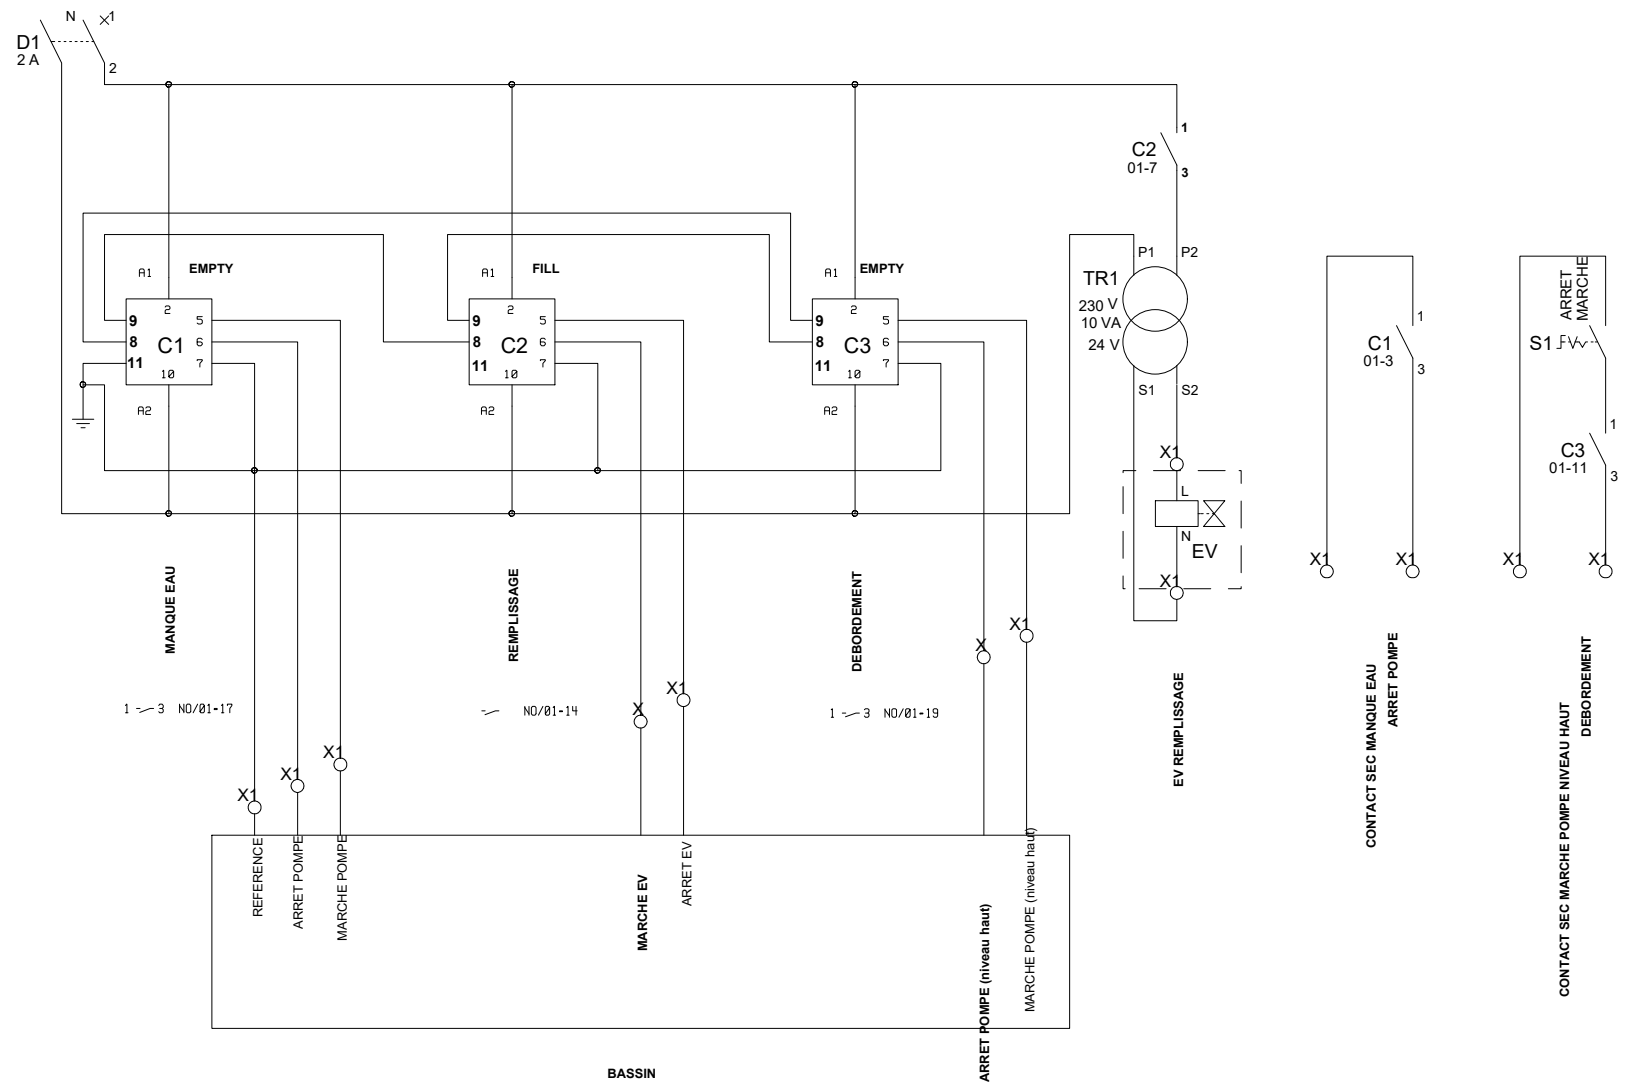 N
1
D1
2 A
2
1
C2
01-7
3
EMPTY
FILL
EMPTY
A1
A1
A1
2
2
2
9
5
9
5
9
5
8
C1
6
8
C2
6
8
C3
6
11
7
11
7
11
7
10
10
10
A2
A2
A2
P1
P2
TR1
230 V
10 VA
24 V
S1
S2
X1
L
N
EV
X1
1
C1
01-3
3
X1
X1
ARRET
MARCHE
S1
1
C3
01-11
3
X1
X1
MANQUE EAU
REMPLISSAGE
DEBORDEMENT
EV REMPLISSAGE
CONTACT SEC MANQUE EAU
ARRET POMPE
CONTACT SEC MARCHE POMPE NIVEAU HAUT
DEBORDEMENT
1
3 NO/01-17
NO/01-14
1
3 NO/01-19
X1
X1
X1
X
X1
X
X1
REFERENCE
ARRET POMPE
MARCHE POMPE
MARCHE EV
ARRET EV
ARRET POMPE (niveau haut)
MARCHE POMPE (niveau haut)
BASSIN